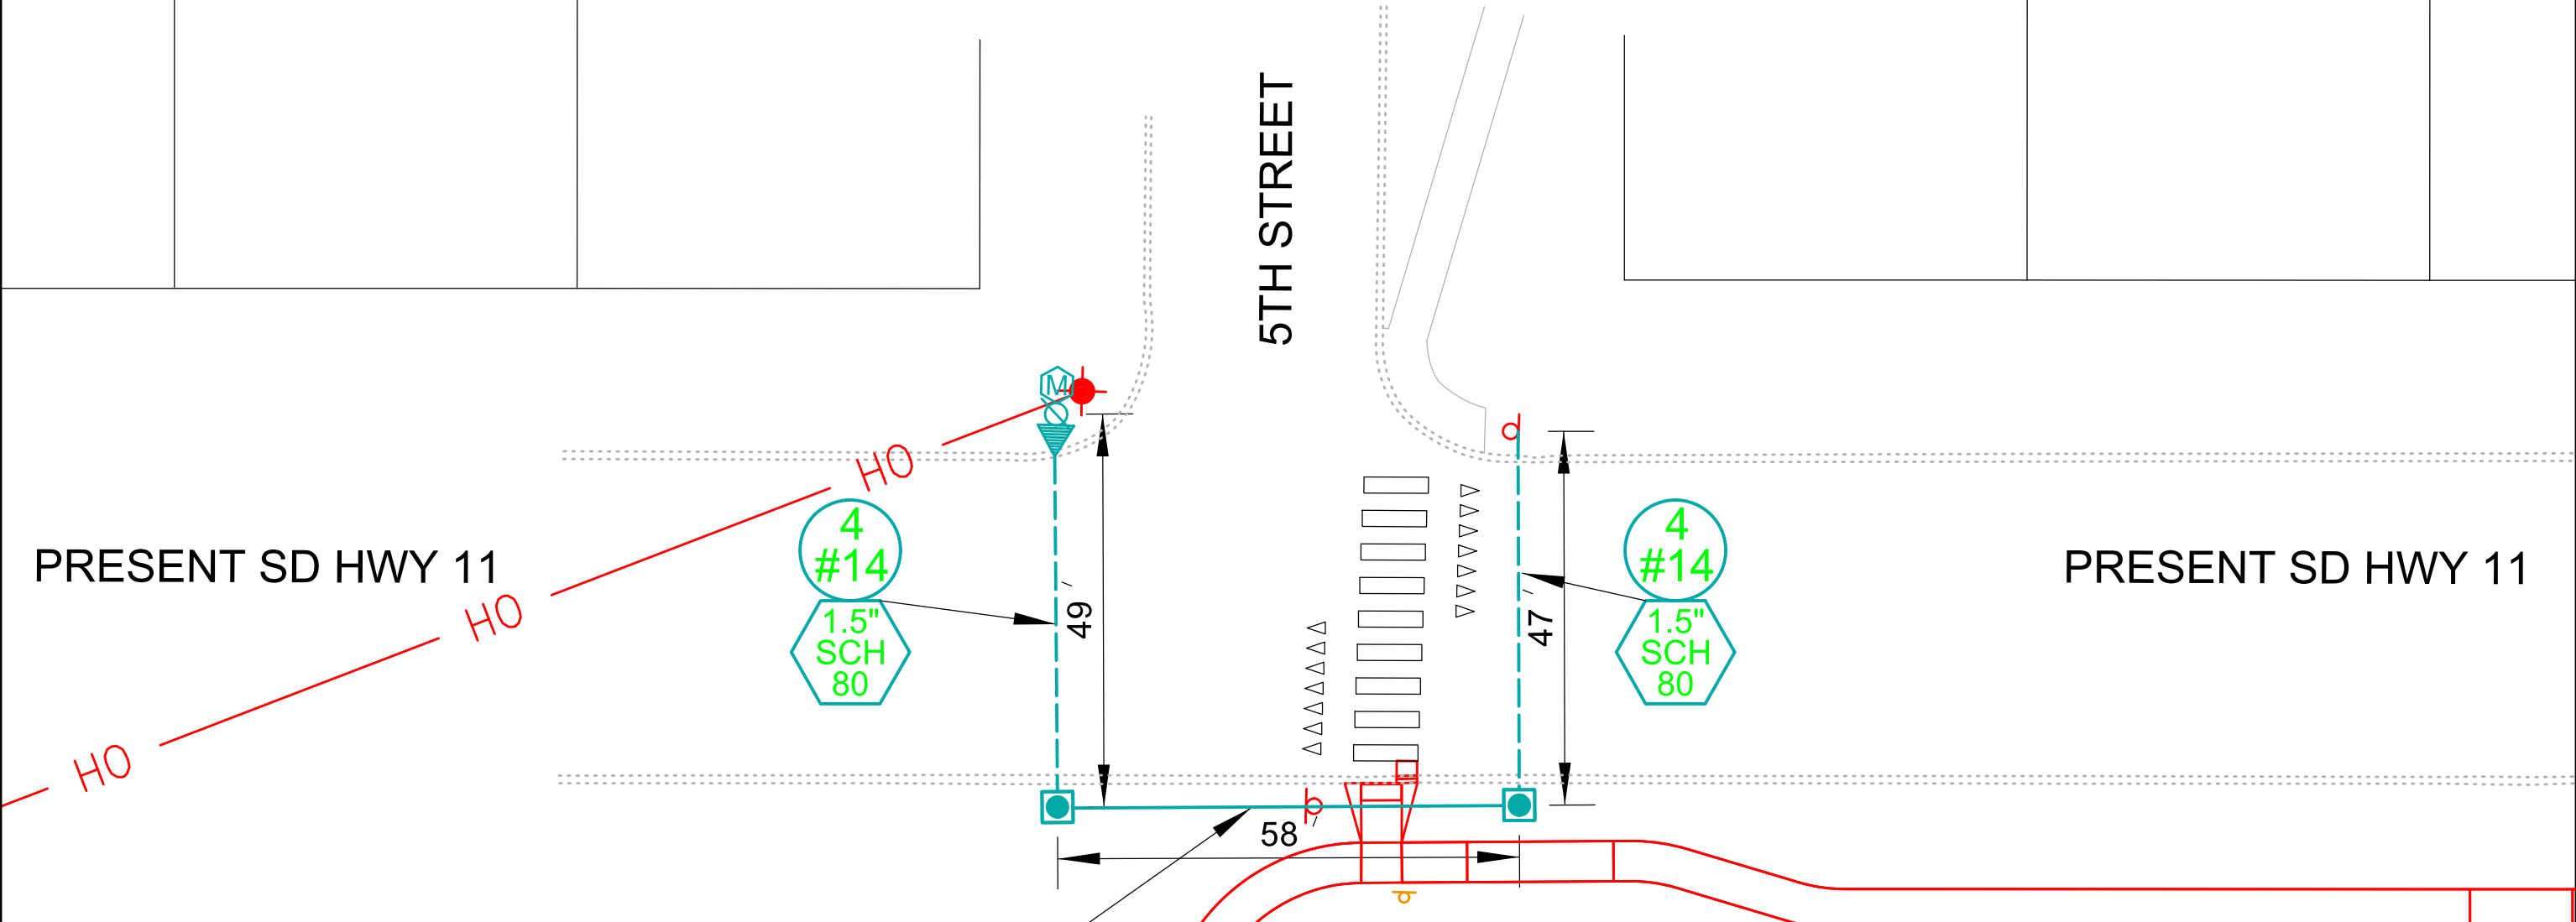 5TH STREET
M
HO
HO
HO
PRESENT SD HWY 11
4
#14
1.5"
SCH
80
49'
47'
4
#14
1.5"
SCH
80
PRESENT SD HWY 11
58'